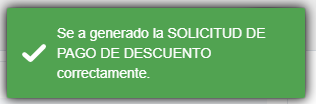 Se a generado la SOLICITUD DE
PAGO DE DESCUENTO
correctamente.